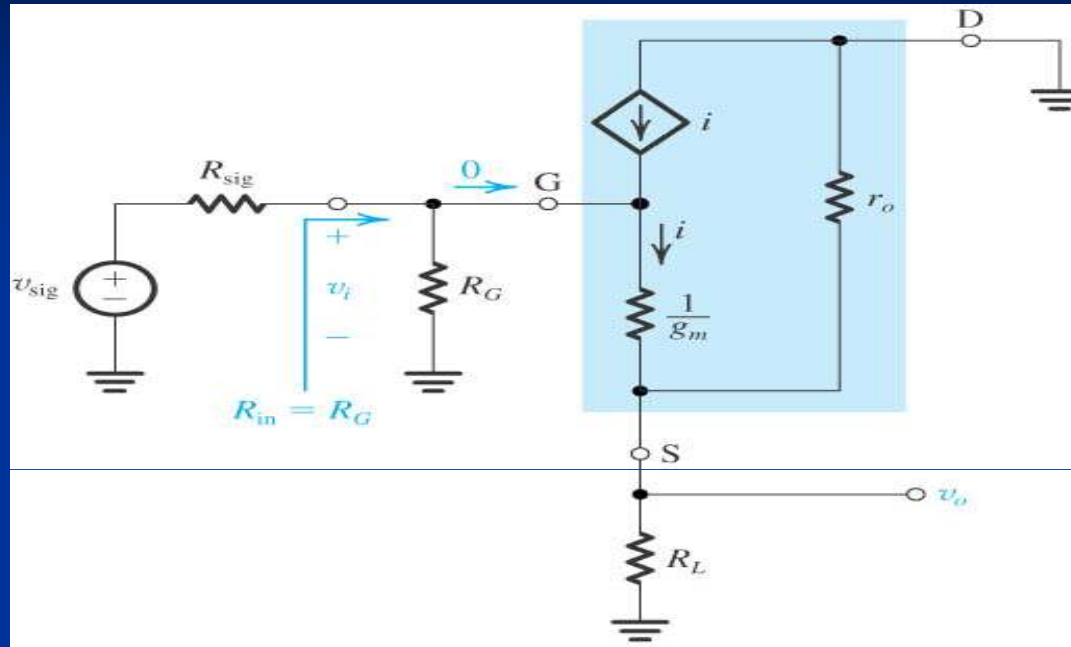 D
i
R_sig
0
G
r_o
i
+
v_sig
+
−
v_i
R_G
1/g_m
−
R_in = R_G
S
v_o
R_L